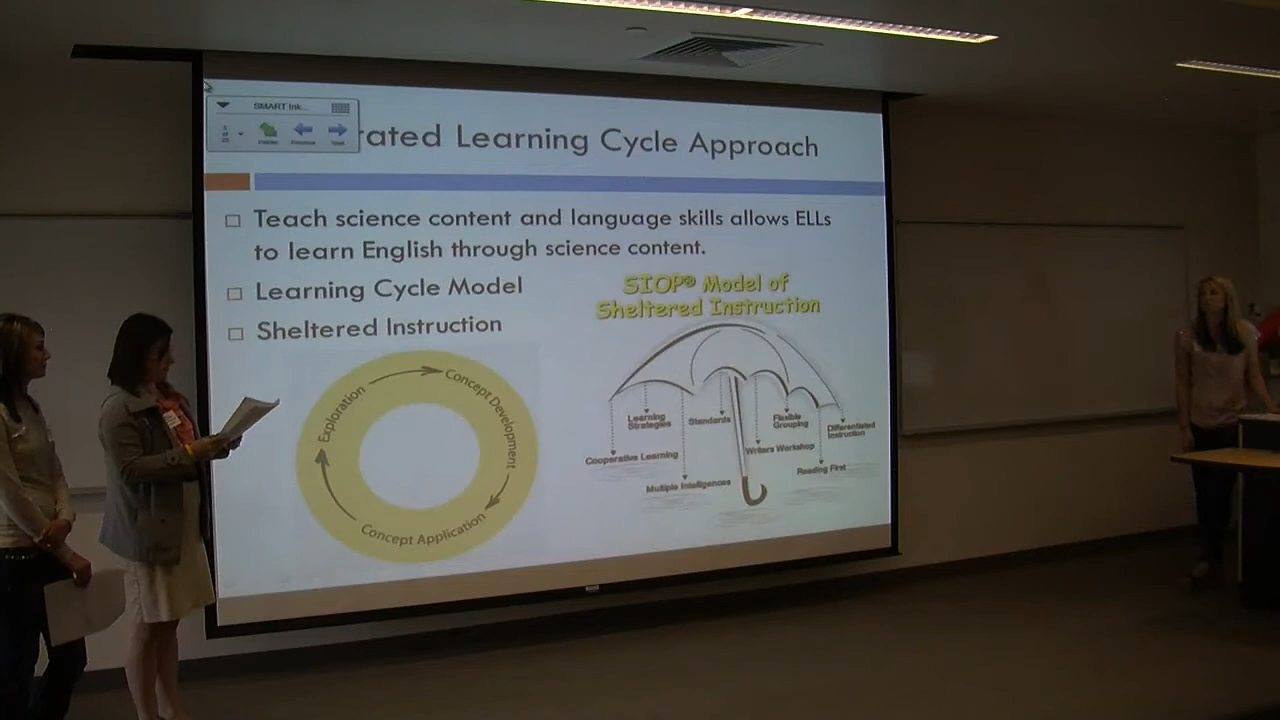 SMART Ink...
rated Learning Cycle Approach
Teach science content and language skills allows ELLs
to learn English through science content.
Learning Cycle Model
Sheltered Instruction
SIOP® Model of
Sheltered Instruction
Exploration
Concept Development
Concept Application
Learning
Strategies
Standards
Flexible
Grouping
Differentiated
Instruction
Cooperative Learning
Writers Workshop
Multiple Intelligences
Reading First